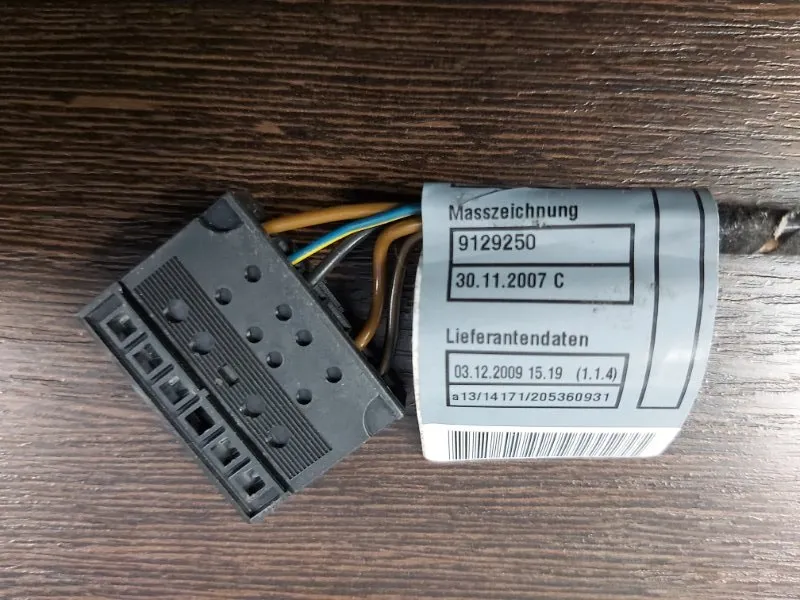 Masszeichnung
9129250
30.11.2007 C
Lieferantendaten
03.12.2009 15.19 (1.1.4)
a13/14171/205360931